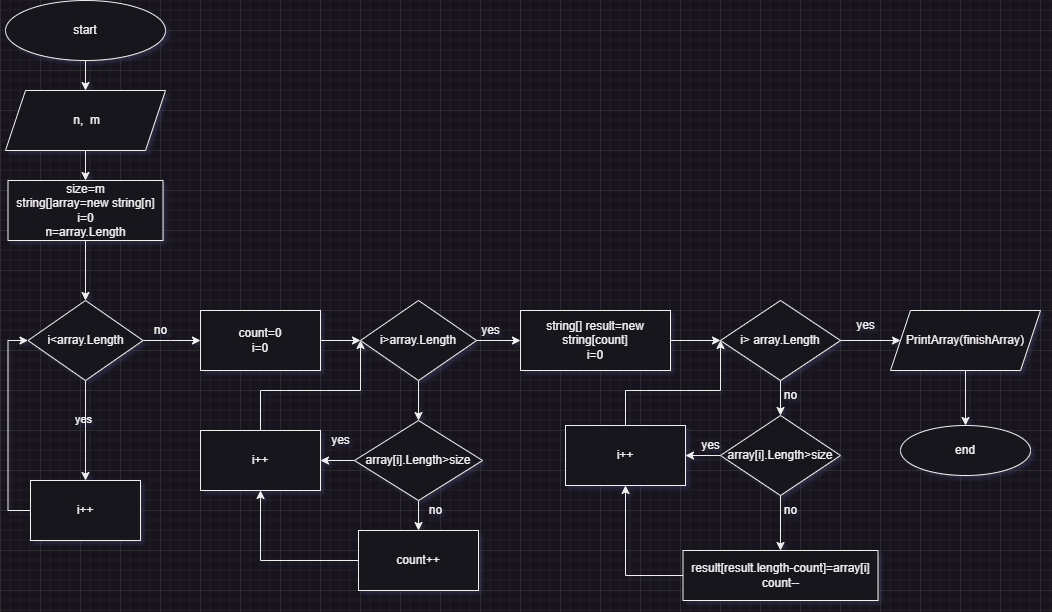 start
n,  m
size=m
string[]array=new string[n]
i=0
n=array.Length
i<array.Length
no
yes
i++
count=0
i=0
i>array.Length
yes
array[i].Length>size
yes
i++
no
count++
string[] result=new
string[count]
i=0
i> array.Length
yes
no
array[i].Length>size
yes
i++
no
result[result.length-count]=array[i]
count--
PrintArray(finishArray)
end